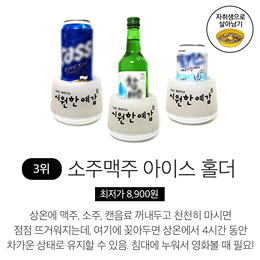 자취생으로
살아남기
FRESH
시원한예감
시원한예감
시원한예감
3위 소주맥주 아이스 홀더
최저가 8,900원
상온에 맥주, 소주, 캔음료 꺼내두고 천천히 마시면
점점 뜨거워지는데, 여기에 꽂아두면 상온에서 4시간 동안
차가운 상태로 유지할 수 있음. 침대에 누워서 영화볼 때 필요!